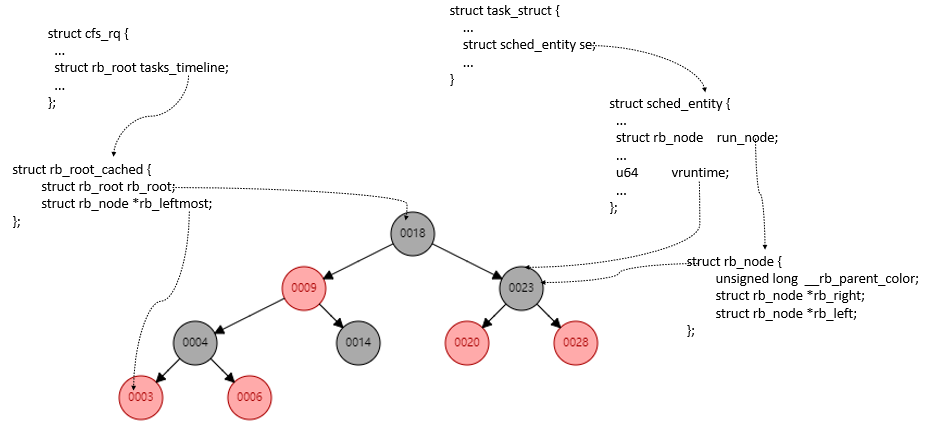 struct task_struct {
...
struct sched_entity se;
...
}
struct cfs_rq {
...
struct rb_root tasks_timeline;
...
};
struct sched_entity {
...
struct rb_node run_node;
...
u64 vruntime;
...
};
struct rb_root_cached {
struct rb_root rb_root;
struct rb_node *rb_leftmost;
};
struct rb_node {
unsigned long __rb_parent_color;
struct rb_node *rb_right;
struct rb_node *rb_left;
};
0018
0009
0023
0004
0014
0020
0028
0003
0006